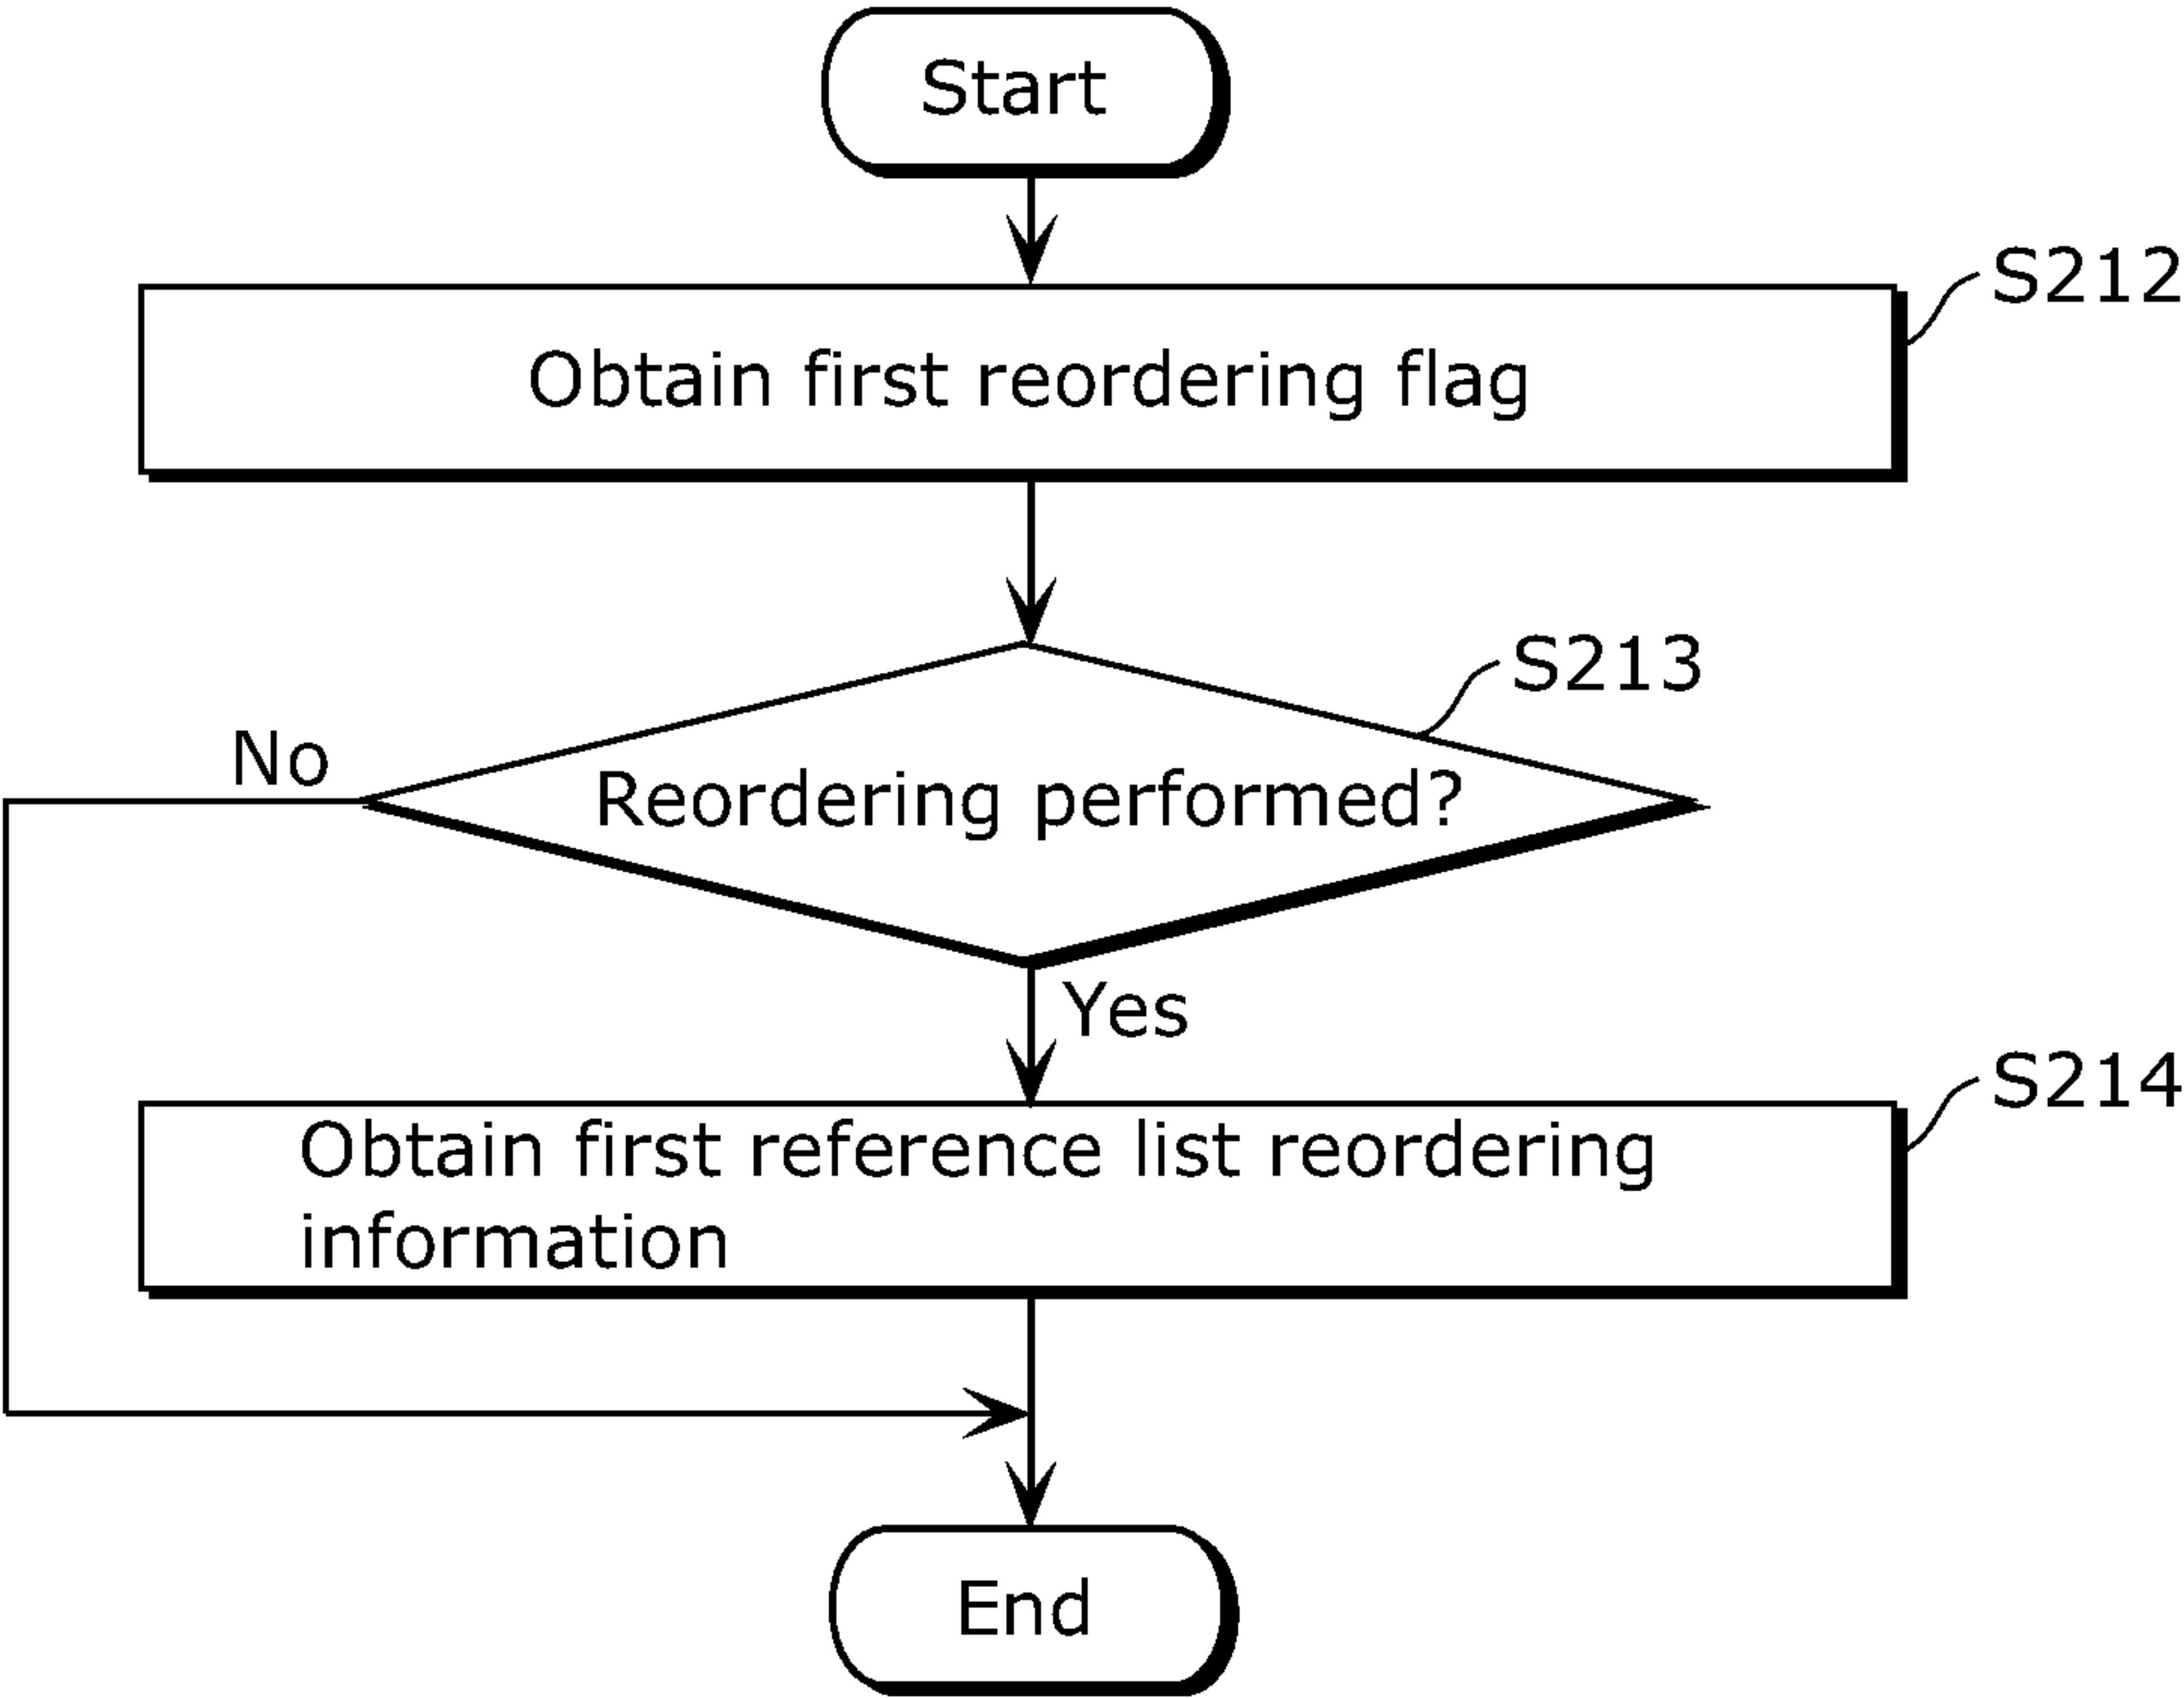 Start
S212
Obtain first reordering flag
S213
No
Reordering performed?
Yes
S214
Obtain first reference list reordering
information
End